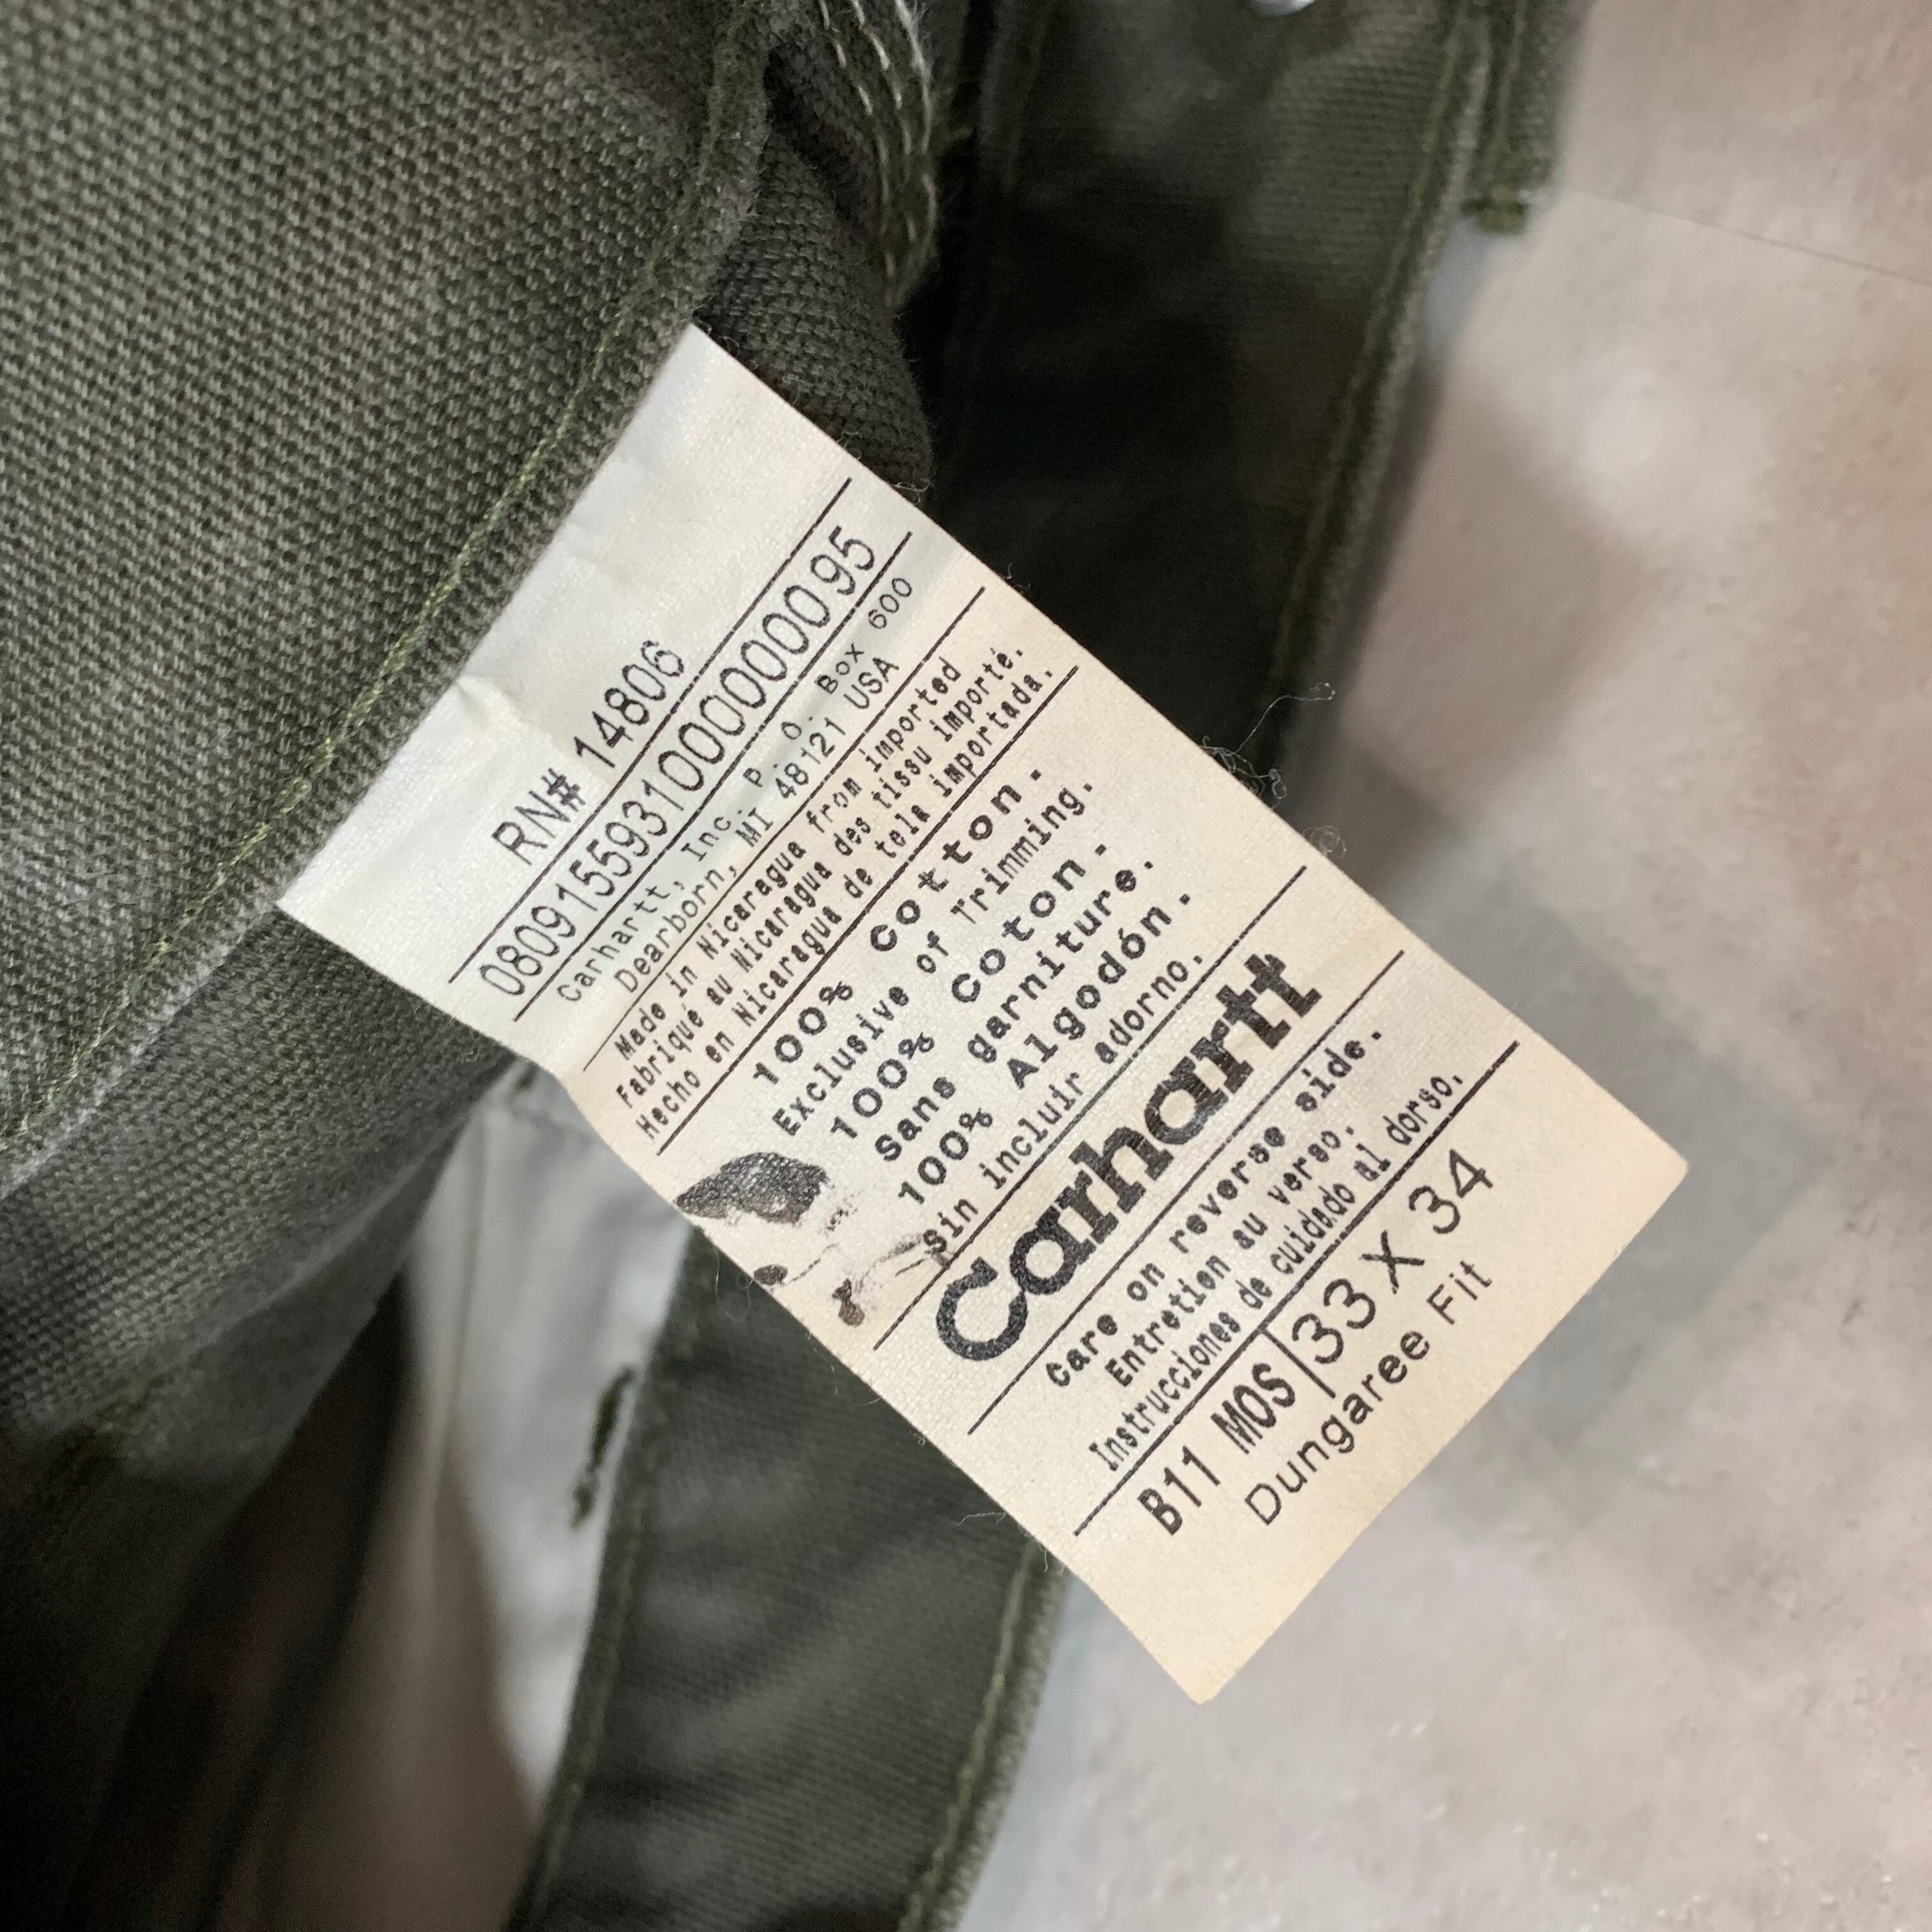 RN# 14806
0809155931000000095
Carhartt, Inc. P. O. Box 600
Dearborn, MI 48121 USA
Made in Nicaragua from imported
Fabriqué au Nicaragua des tissu importé.
Hecho en Nicaragua de tela importada.
100% cotton.
Exclusive of Trimming.
100% coton.
Sans garniture.
100% Algodón.
Sin incluir adorno.
Carhartt
Care on reverse side.
Entretien au verso.
Instrucciones de cuidado al dorso.
B11 MOS 33 X 34
Dungaree Fit